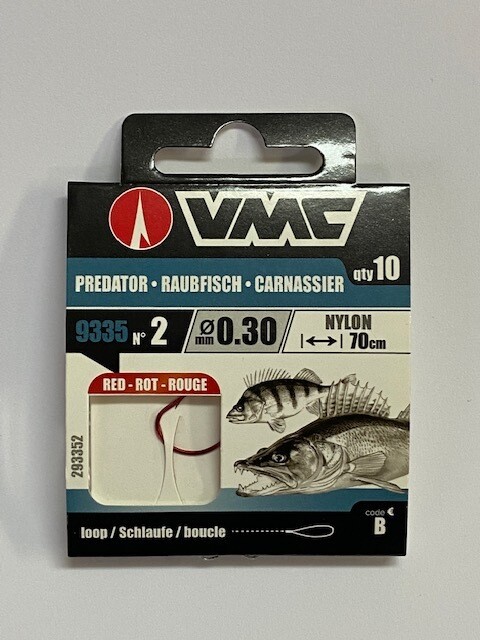 VMC
PREDATOR • RAUBFISCH • CARNASSIER
qty 10
9335 N° 2
Ø mm 0.30
NYLON
70cm
RED - ROT - ROUGE
293352
code €
B
loop / Schlaufe / boucle